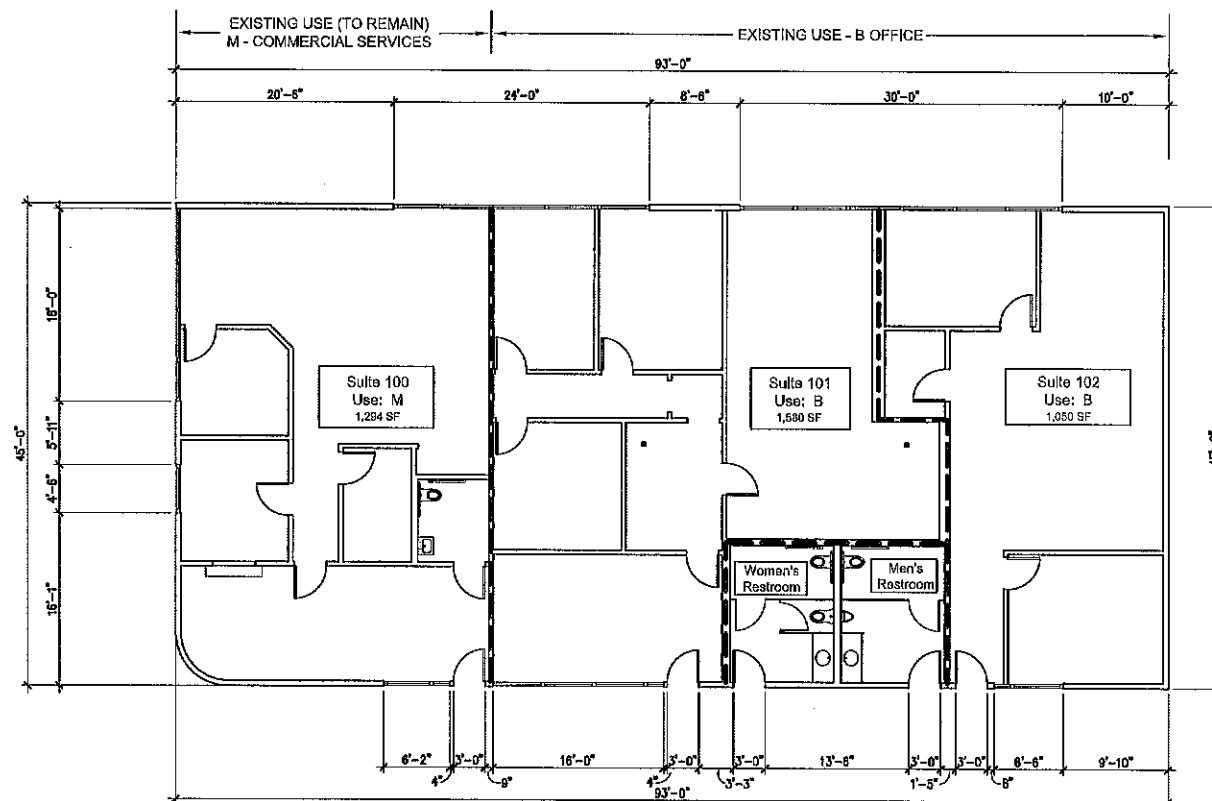 EXISTING USE (TO REMAIN)
M - COMMERCIAL SERVICES
EXISTING USE - B OFFICE
93'-0"
20'-6"
24'-0"
8'-6"
30'-0"
10'-0"
45'-0"
18'-0"
5'-11"
4'-6"
16'-1"
Suite 100
Use: M
1,294 SF
Suite 101
Use: B
1,580 SF
Suite 102
Use: B
1,050 SF
Women's
Restroom
Men's
Restroom
6'-2"
4"
3'-0"
9"
16'-0"
4"
3'-0"
3'-3"
3'-0"
13'-6"
3'-0"
1'-5"
3'-0"
6'-6"
9'-10"
93'-0"